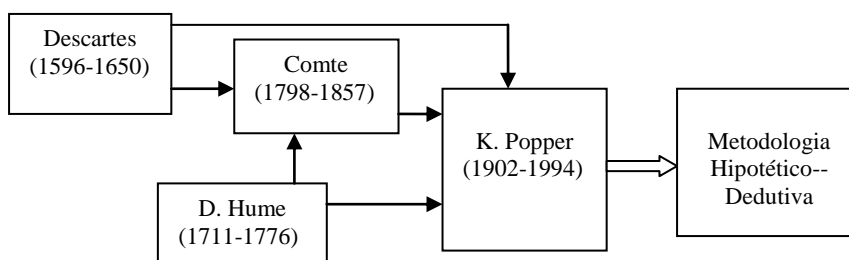 Descartes
(1596-1650)
Comte
(1798-1857)
K. Popper
(1902-1994)
Metodologia
Hipotético--
Dedutiva
D. Hume
(1711-1776)